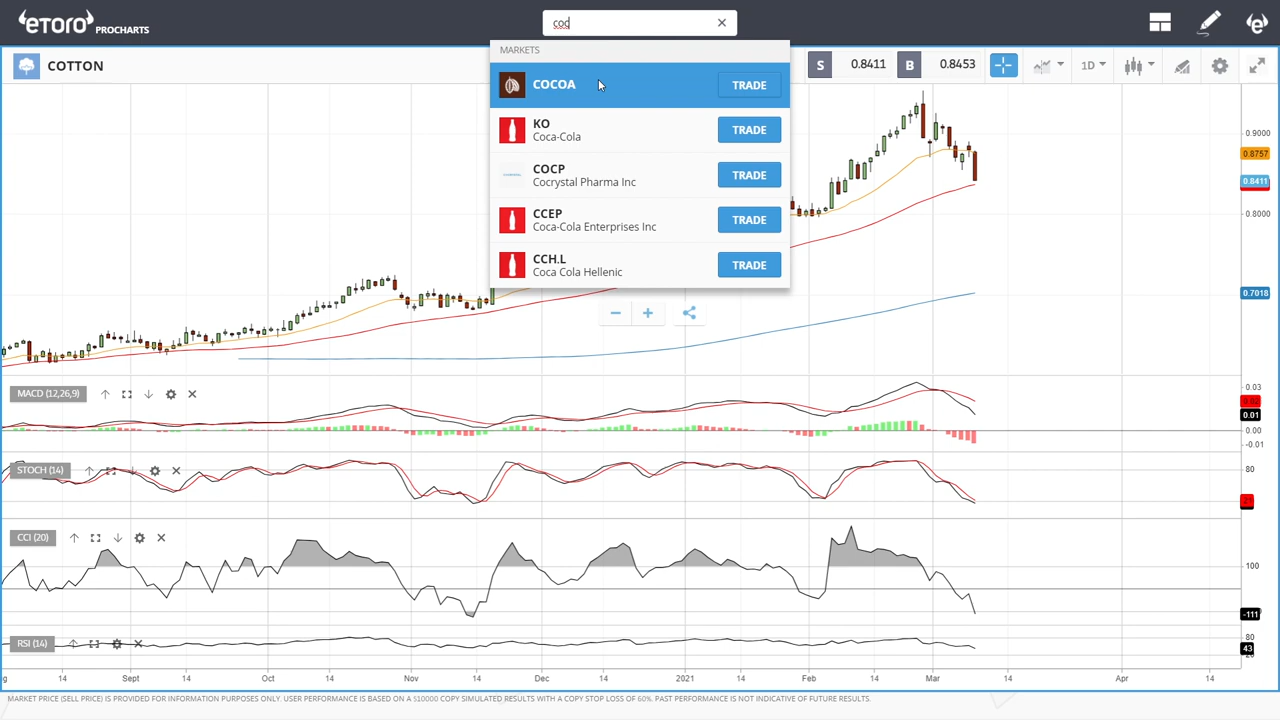 eToro PROCHARTS
coc
MARKETS
COTTON
S 0.8411 B 0.8453
1D
COCOA
TRADE
KO
Coca-Cola
TRADE
COCP
Cocrystal Pharma Inc
TRADE
CCEP
Coca-Cola Enterprises Inc
TRADE
CCH.L
Coca Cola Hellenic
TRADE
0.9000
0.8757
0.8411
0.8000
0.7018
MACD (12,26,9)
0.03
0.01
0.00
-0.01
STOCH (14)
80
CCI (20)
100
-111
RSI (14)
80
43
14 Sept 14 Oct 14 Nov 14 Dec 14 2021 14 Feb 14 Mar 14 Apr 14
MARKET PRICE (SELL PRICE) IS PROVIDED FOR INFORMATION PURPOSES ONLY. USER PERFORMANCE IS BASED ON A $10000 COPY SIMULATED RESULTS WITH A COPY STOP LOSS OF 60%. PAST PERFORMANCE IS NOT INDICATIVE OF FUTURE RESULTS.